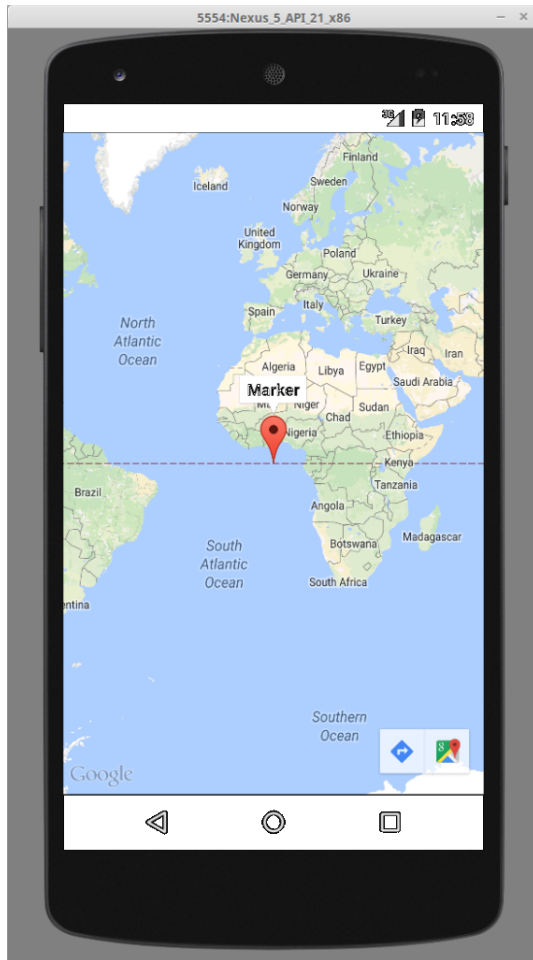 5554:Nexus_5_API_21_x86
3G 11:58
Finland
Iceland
Sweden
Norway
United
Kingdom
Poland
Germany
Ukraine
Spain
Italy
Turkey
North
Atlantic
Ocean
Iraq
Iran
Algeria
Libya
Egypt
Saudi Arabia
Marker
Niger
Chad
Sudan
Nigeria
Ethiopia
Kenya
Brazil
Tanzania
Angola
South
Atlantic
Ocean
Botswana
Madagascar
South Africa
entina
Southern
Ocean
Google